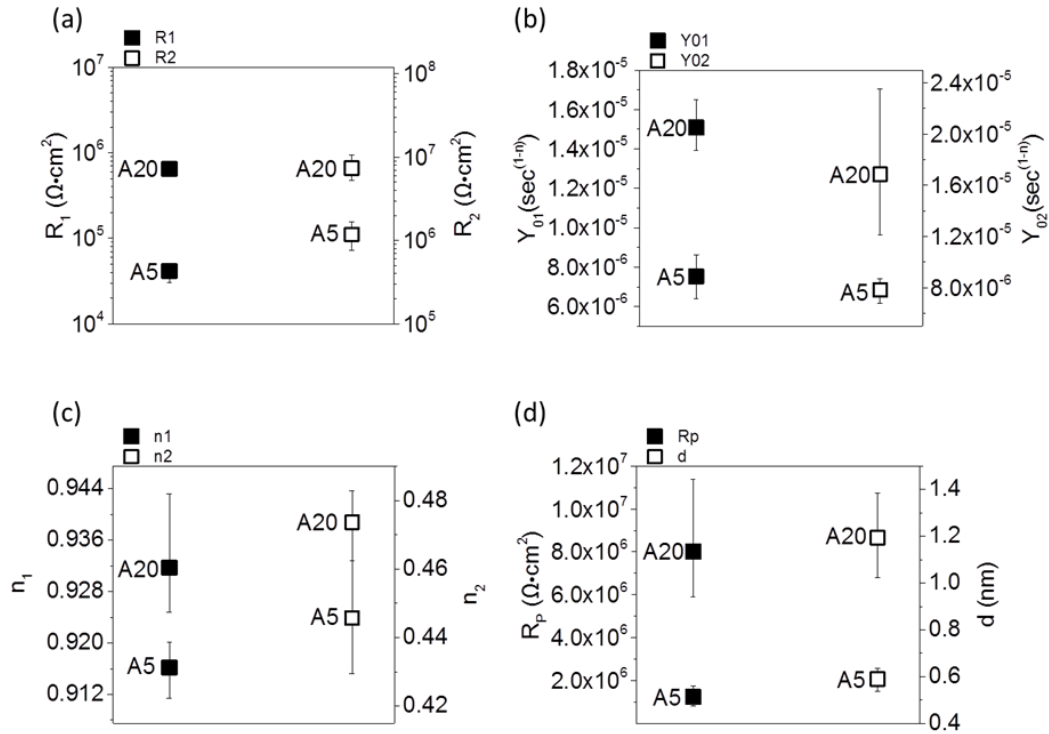 (a)
R1
R2
10⁷
10⁶
10⁵
10⁴
R₁ (Ω•cm²)
A20
A5
A20
A5
10⁸
10⁷
10⁶
10⁵
R₂ (Ω•cm²)
(b)
Y01
Y02
1.8x10⁻⁵
1.6x10⁻⁵
1.4x10⁻⁵
1.2x10⁻⁵
1.0x10⁻⁵
8.0x10⁻⁶
6.0x10⁻⁶
Y₀₁(sec⁽¹⁻ⁿ⁾)
A20
A5
A20
A5
2.4x10⁻⁵
2.0x10⁻⁵
1.6x10⁻⁵
1.2x10⁻⁵
8.0x10⁻⁶
Y₀₂(sec⁽¹⁻ⁿ⁾)
(c)
n1
n2
0.944
0.936
0.928
0.920
0.912
n₁
A20
A5
A20
A5
0.48
0.46
0.44
0.42
n₂
(d)
Rp
d
1.2x10⁷
1.0x10⁷
8.0x10⁶
6.0x10⁶
4.0x10⁶
2.0x10⁶
R_P (Ω•cm²)
A20
A5
A20
A5
1.4
1.2
1.0
0.8
0.6
0.4
d (nm)